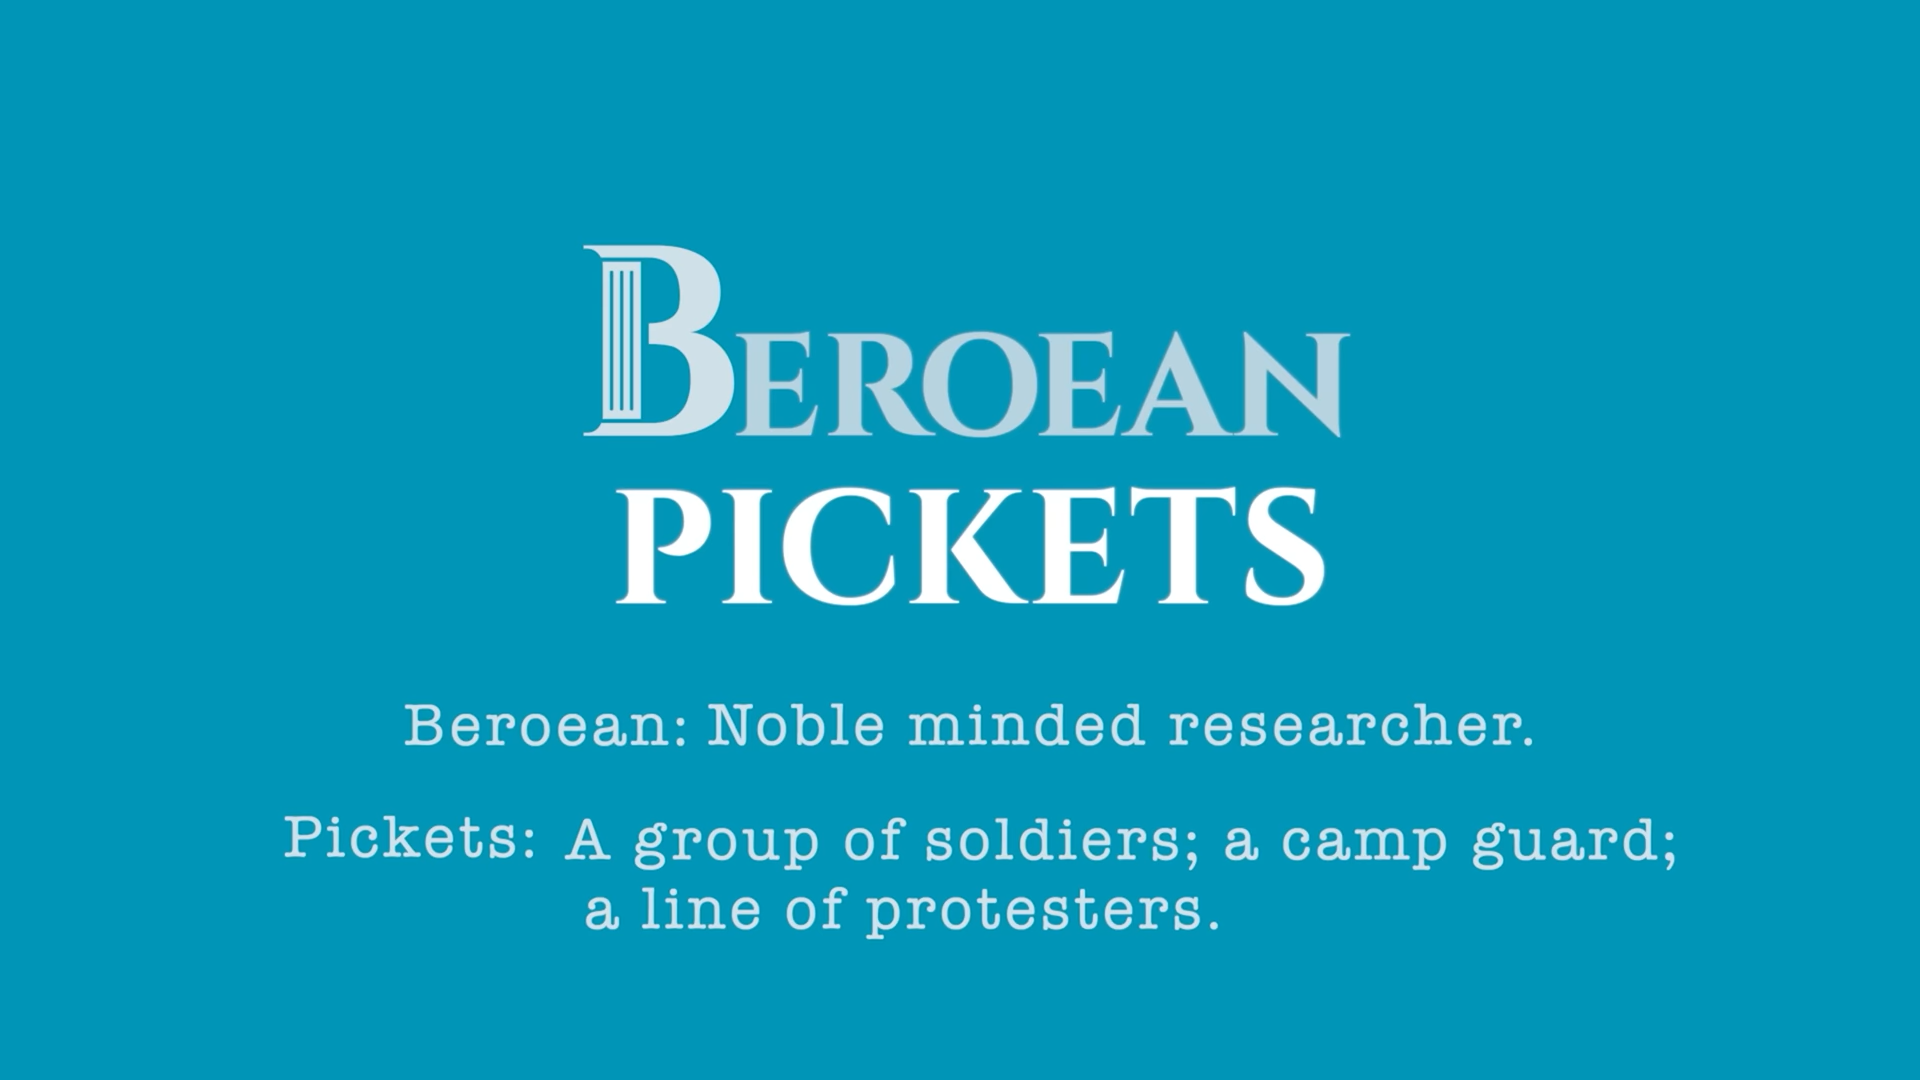 BEROEAN
PICKETS
Beroean: Noble minded researcher.
Pickets: A group of soldiers; a camp guard;
a line of protesters.